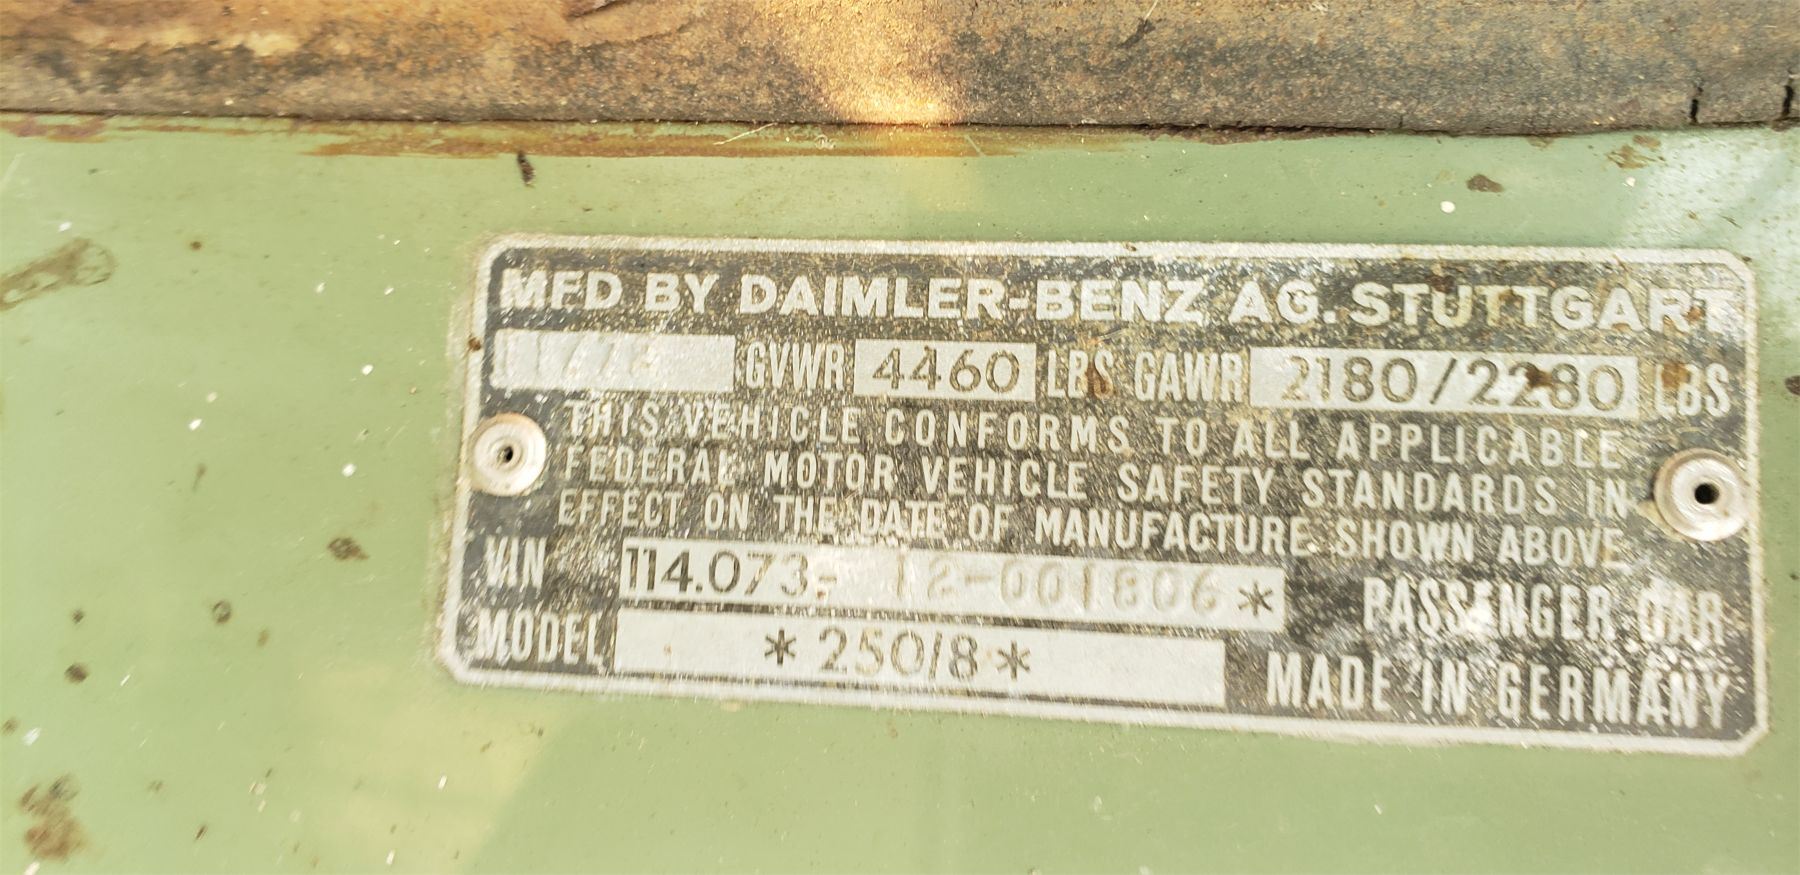 MFD BY DAIMLER-BENZ AG. STUTTGART
GVWR 4460 LBS GAWR 2180/2280 LBS
THIS VEHICLE CONFORMS TO ALL APPLICABLE
FEDERAL MOTOR VEHICLE SAFETY STANDARDS IN
EFFECT ON THE DATE OF MANUFACTURE SHOWN ABOVE
VIN 114.073- 12-001806* PASSENGER CAR
MODEL *250/8* MADE IN GERMANY